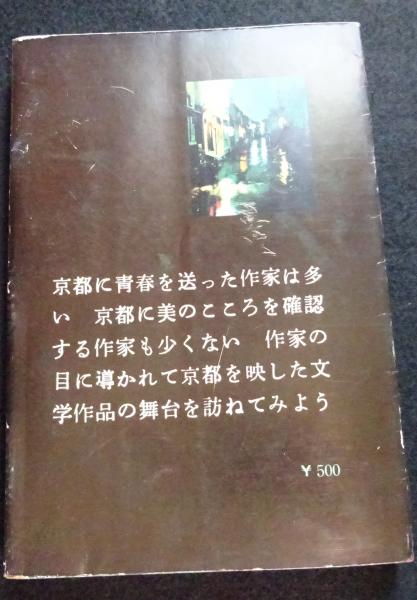 京都に青春を送った作家は多
い　京都に美のこころを確認
する作家も少くない　作家の
目に導かれて京都を映した文
学作品の舞台を訪ねてみよう
¥500